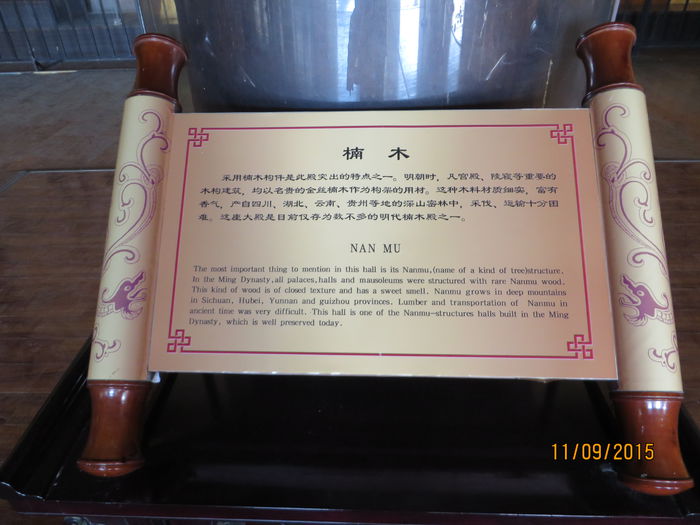 楠 木
采用楠木构件是此殿突出的特点之一。明朝时，凡宫殿、陵寝等重要的
木构建筑，均以名贵的金丝楠木作为构架的用材。这种木料材质细实，富有
香气，产自四川、湖北、云南、贵州等地的深山密林中，采伐、运输十分困
难。这座大殿是目前仅存为数不多的明代楠木殿之一。
NAN MU
The most important thing to mention in this hall is its Nanmu,(name of a kind of tree)structure.
In the Ming Dynasty,all palaces,halls and mausoleums were structured with rare Nanmu wood.
This kind of wood is of closed texture and has a sweet smell. Nanmu grows in deep mountains
in Sichuan, Hubei, Yunnan and guizhou provinces. Lumber and transportation of Nanmu in
ancient time was very difficult. This hall is one of the Nanmu-structures halls built in the Ming
Dynasty, which is well preserved today.
11/09/2015